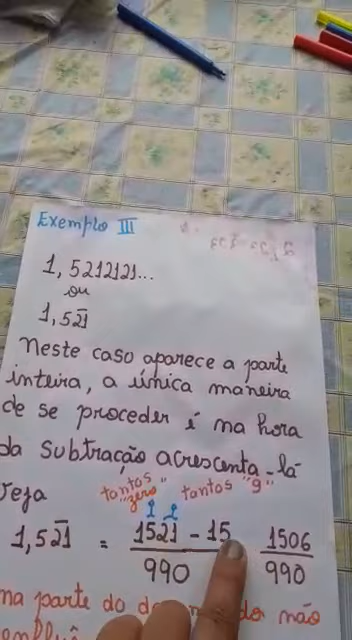 Exemplo III
1,5212121...
ou
1,521̅
Neste caso aparece a parte
inteira, a única maneira
de se proceder é na hora
da subtração acrescenta-lá
Veja
tantos "zero" tantos "9"
1 2
1,521̅ = 1521 - 15 1506
990 990
na parte do não